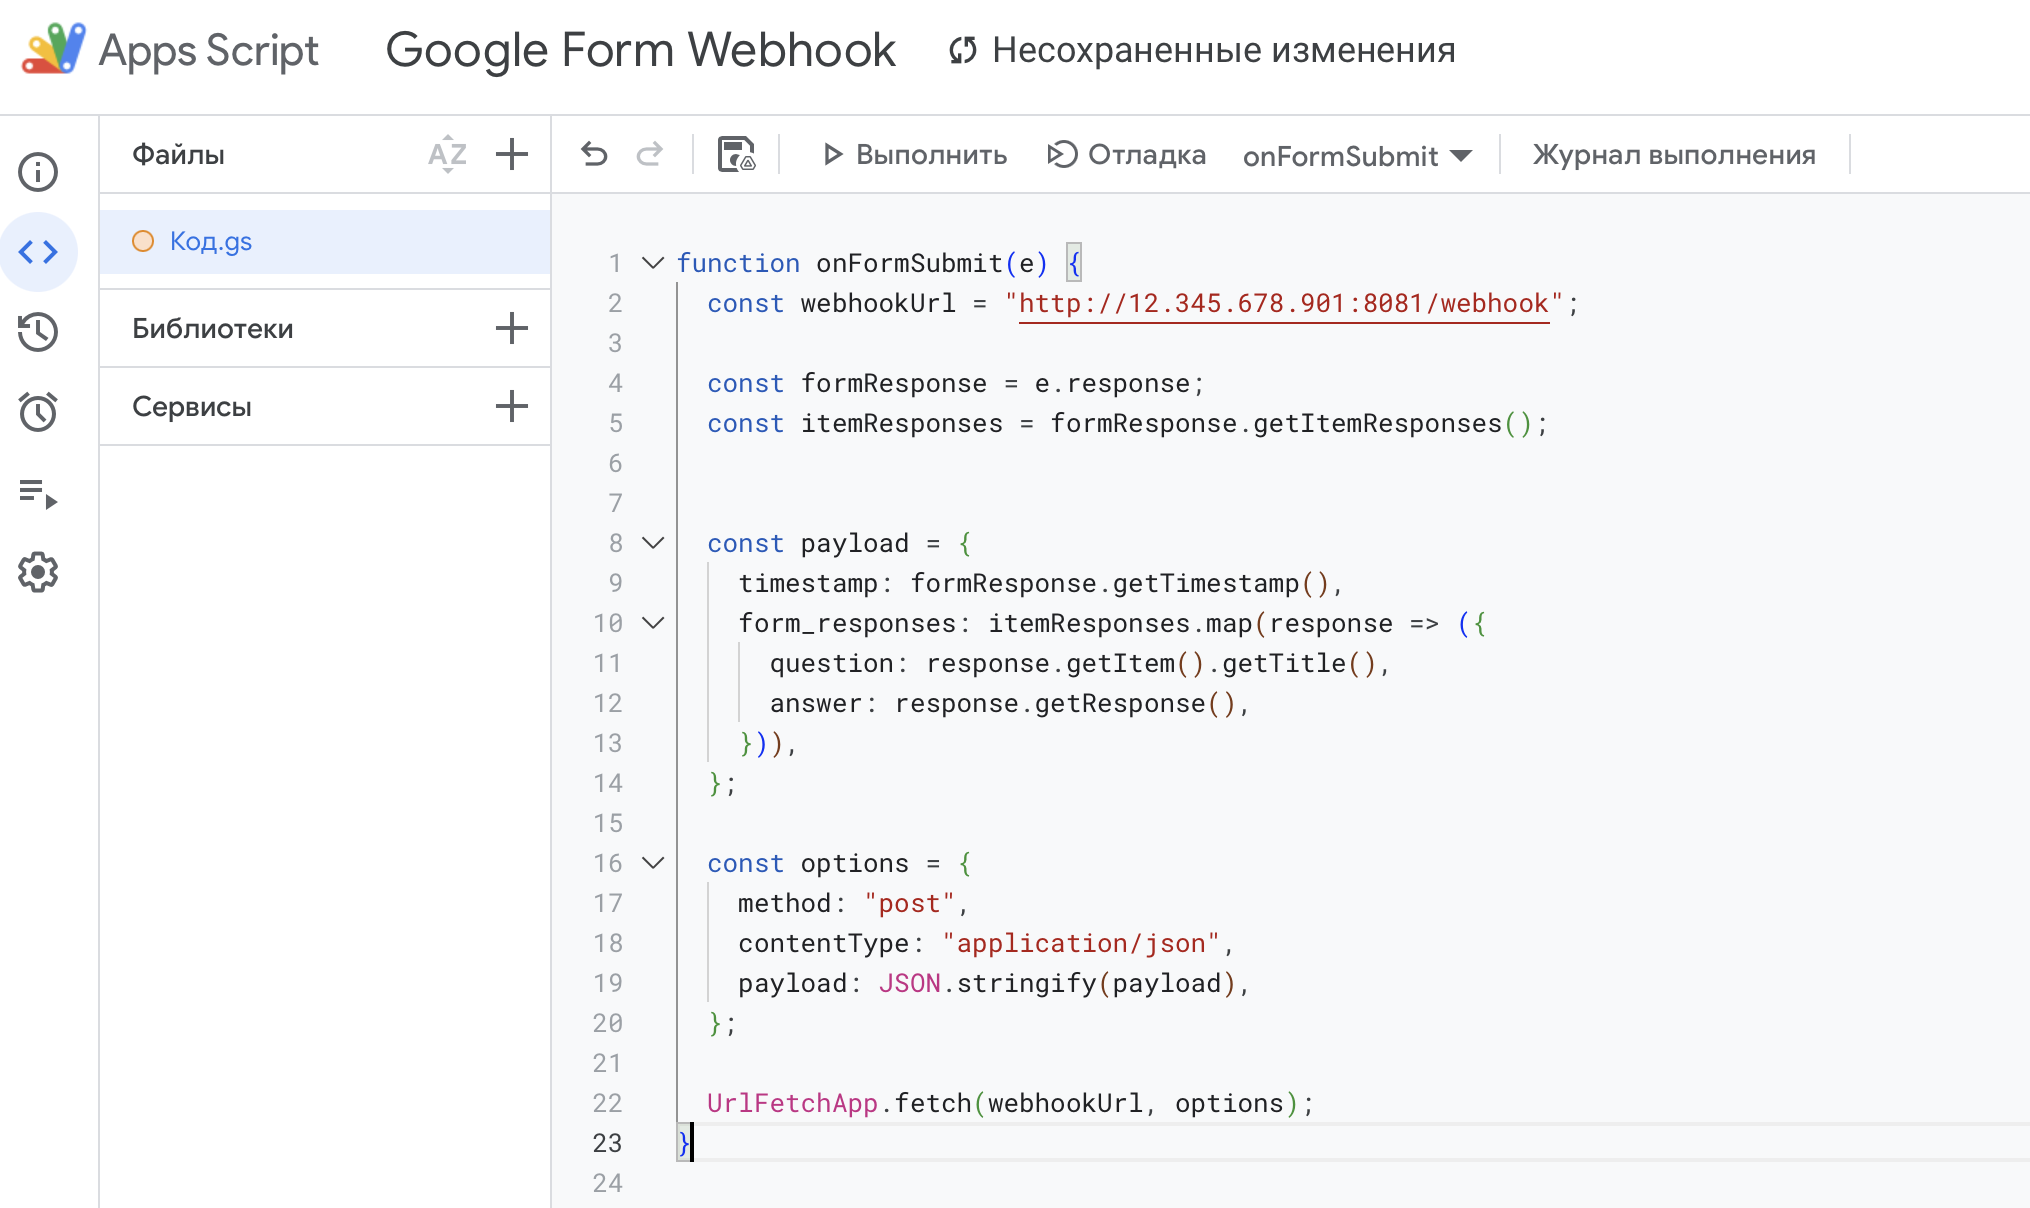 Apps Script Google Form Webhook Несохраненные изменения
Файлы AZ
Выполнить Отладка onFormSubmit Журнал выполнения
Код.gs
Библиотеки
Сервисы
1 function onFormSubmit(e) {
2 const webhookUrl = "http://12.345.678.901:8081/webhook";
3
4 const formResponse = e.response;
5 const itemResponses = formResponse.getItemResponses();
6
7
8 const payload = {
9 timestamp: formResponse.getTimestamp(),
10 form_responses: itemResponses.map(response => ({
11 question: response.getItem().getTitle(),
12 answer: response.getResponse(),
13 })),
14 };
15
16 const options = {
17 method: "post",
18 contentType: "application/json",
19 payload: JSON.stringify(payload),
20 };
21
22 UrlFetchApp.fetch(webhookUrl, options);
23 }
24